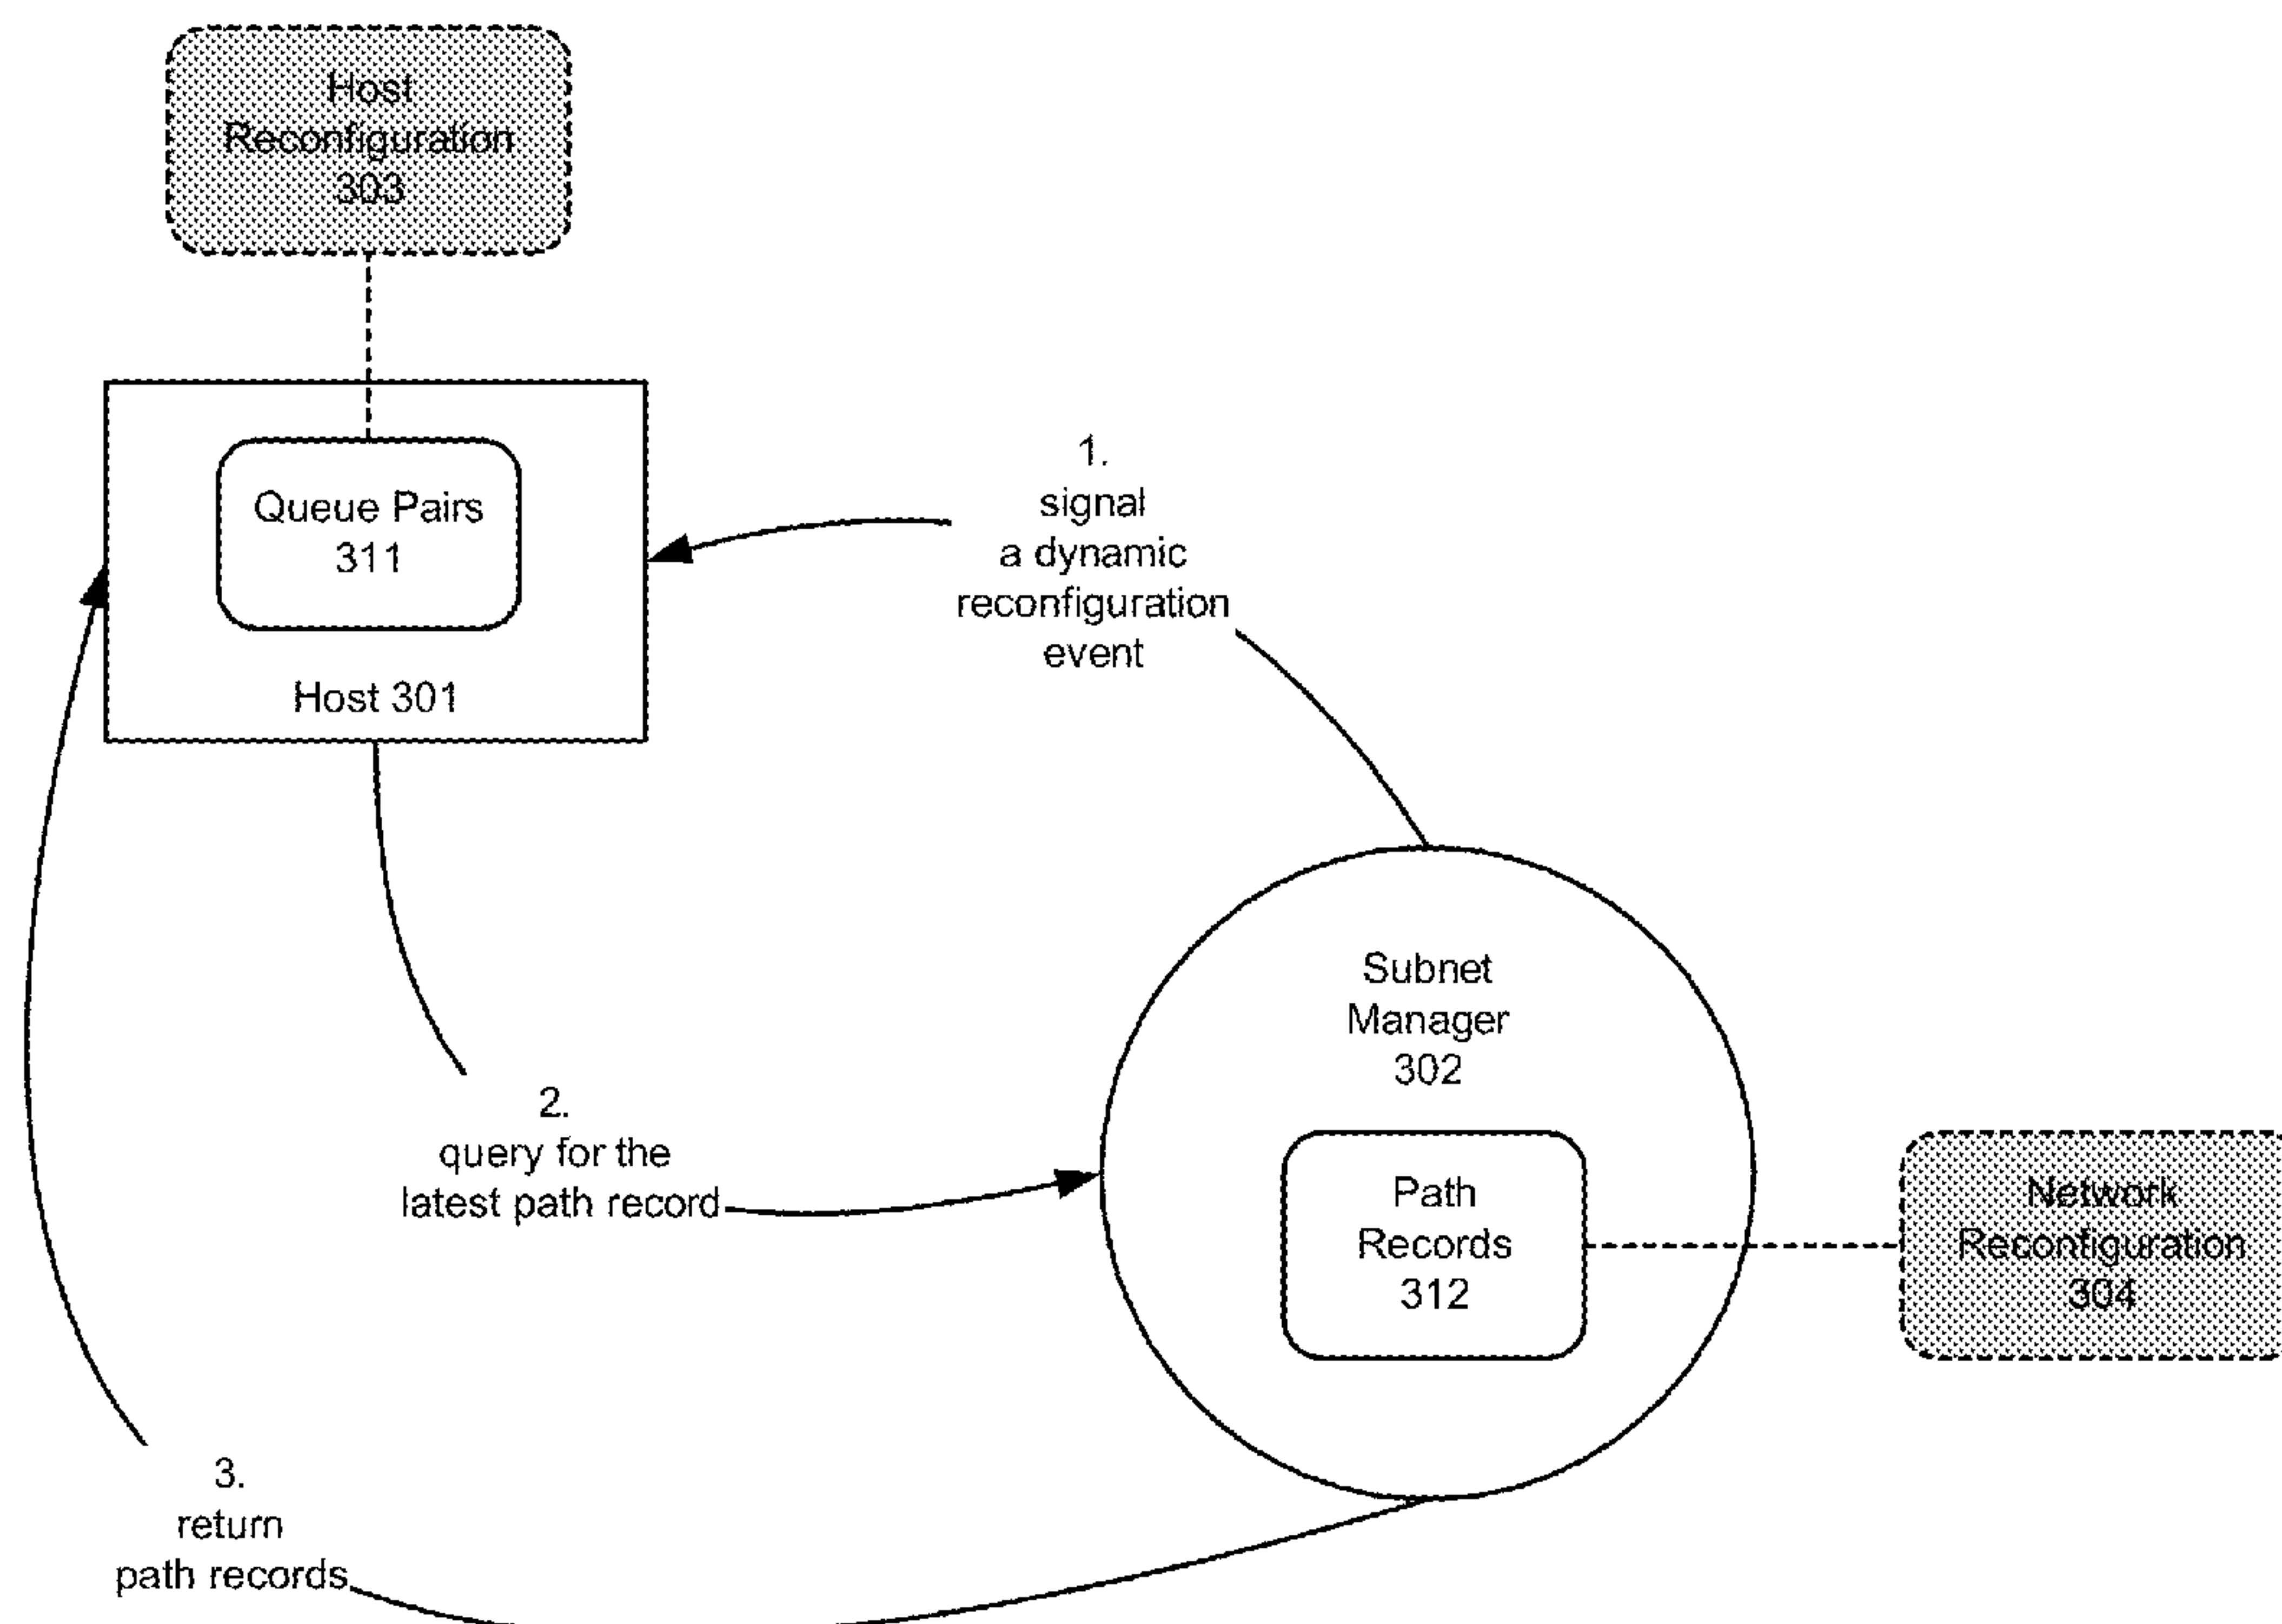 Host
Reconfiguration
303
Queue Pairs
311
Host 301
1.
signal
a dynamic
reconfiguration
event
2.
query for the
latest path record
Subnet
Manager
302
Path
Records
312
Network
Reconfiguration
304
3.
return
path records